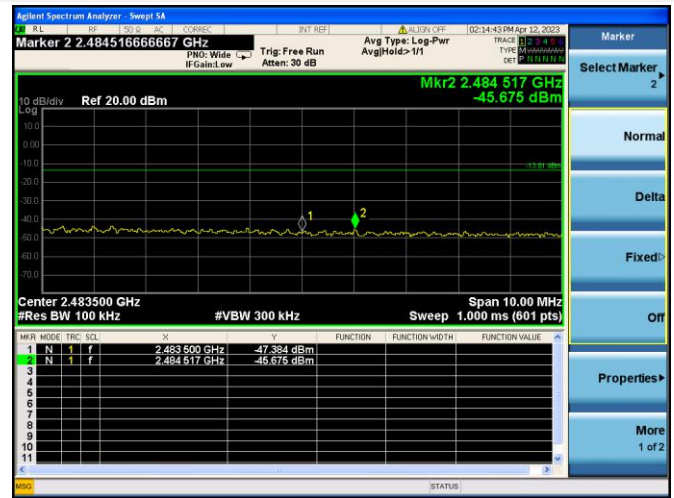 Agilent Spectrum Analyzer - Swept SA
RL RF 50 Ω AC CORREC INT REF ALIGN OFF 02:14:43 PM Apr 12, 2023
Marker 2 2.484516666667 GHz
PNO: Wide Trig: Free Run Avg Type: Log-Pwr TRACE 1 2 3 4 5 6
IFGain:Low Atten: 30 dB Avg|Hold>1/1 TYPE
DET P N N N N N
Mkr2 2.484 517 GHz
-45.675 dBm
10 dB/div Ref 20.00 dBm
Log
10.0
0.00
-10.0
-13.81 dBm
-20.0
-30.0
-40.0
1
2
-50.0
-60.0
-70.0
Center 2.483500 GHz Span 10.00 MHz
#Res BW 100 kHz #VBW 300 kHz Sweep 1.000 ms (601 pts)
MKR MODE TRC SCL X Y FUNCTION FUNCTION WIDTH FUNCTION VALUE
1 N 1 f 2.483 500 GHz -47.384 dBm
2 N 1 f 2.484 517 GHz -45.675 dBm
3
4
5
6
7
8
9
10
11
MSG STATUS
Marker
Select Marker
2
Normal
Delta
Fixed
Off
Properties
More
1 of 2